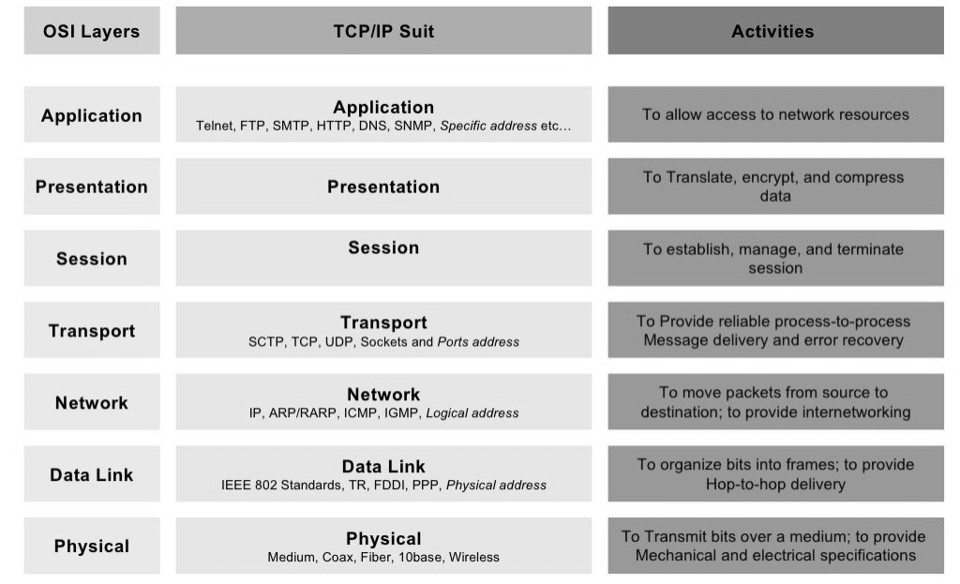 OSI Layers
TCP/IP Suit
Activities
Application
Application
Telnet, FTP, SMTP, HTTP, DNS, SNMP, Specific address etc…
To allow access to network resources
Presentation
Presentation
To Translate, encrypt, and compress
data
Session
Session
To establish, manage, and terminate
session
Transport
Transport
SCTP, TCP, UDP, Sockets and Ports address
To Provide reliable process-to-process
Message delivery and error recovery
Network
Network
IP, ARP/RARP, ICMP, IGMP, Logical address
To move packets from source to
destination; to provide internetworking
Data Link
Data Link
IEEE 802 Standards, TR, FDDI, PPP, Physical address
To organize bits into frames; to provide
Hop-to-hop delivery
Physical
Physical
Medium, Coax, Fiber, 10base, Wireless
To Transmit bits over a medium; to provide
Mechanical and electrical specifications